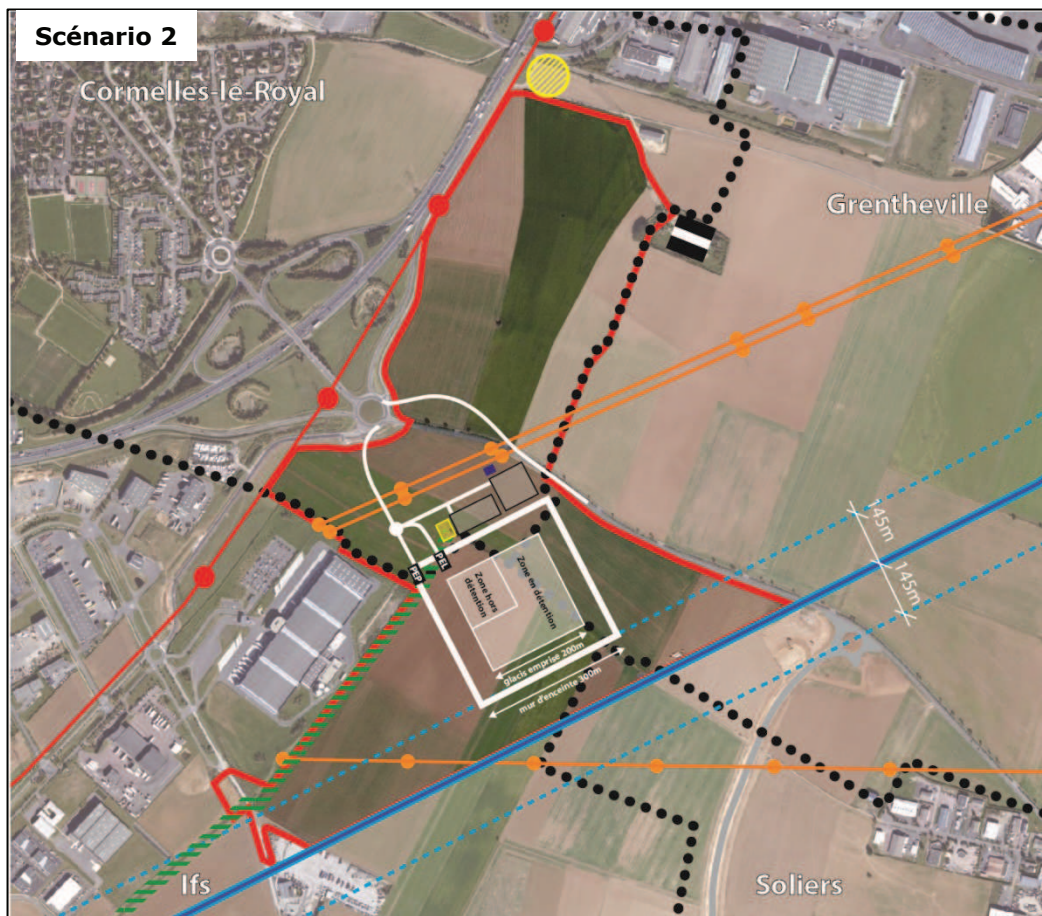 Scénario 2
Cormelles-le-Royal
Grentheville
145m
145m
PEL
PEP
Zone hors
détention
Zone en détention
glacis emprise 200m
mur d'enceinte 300m
Ifs
Soliers